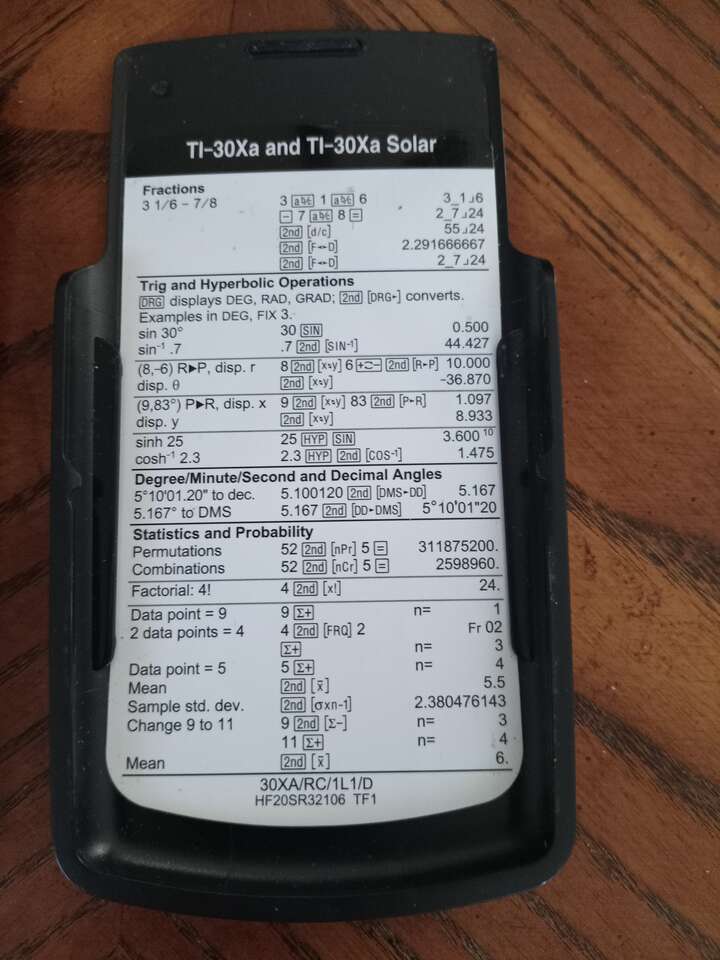 TI-30Xa and TI-30Xa Solar
Fractions
3 1/6 - 7/8 3 [a b/c] 1 [a b/c] 6 3_1⌟6
[−] 7 [a b/c] 8 [=] 2_7⌟24
[2nd] [d/c] 55⌟24
[2nd] [F↔D] 2.291666667
[2nd] [F↔D] 2_7⌟24
Trig and Hyperbolic Operations
[DRG] displays DEG, RAD, GRAD; [2nd] [DRG▸] converts.
Examples in DEG, FIX 3.
sin 30° 30 [SIN] 0.500
sin⁻¹ .7 .7 [2nd] [SIN⁻¹] 44.427
(8,-6) R▶P, disp. r 8 [2nd] [x⇆y] 6 [+⇆−] [2nd] [R▸P] 10.000
disp. θ [2nd] [x⇆y] -36.870
(9,83°) P▶R, disp. x 9 [2nd] [x⇆y] 83 [2nd] [P▸R] 1.097
disp. y [2nd] [x⇆y] 8.933
sinh 25 25 [HYP] [SIN] 3.600 ¹⁰
cosh⁻¹ 2.3 2.3 [HYP] [2nd] [COS⁻¹] 1.475
Degree/Minute/Second and Decimal Angles
5°10'01.20" to dec. 5.100120 [2nd] [DMS▸DD] 5.167
5.167° to DMS 5.167 [2nd] [DD▸DMS] 5°10'01"20
Statistics and Probability
Permutations 52 [2nd] [nPr] 5 [=] 311875200.
Combinations 52 [2nd] [nCr] 5 [=] 2598960.
Factorial: 4! 4 [2nd] [x!] 24.
Data point = 9 9 [Σ+] n= 1
2 data points = 4 4 [2nd] [FRQ] 2 Fr 02
[Σ+] n= 3
Data point = 5 5 [Σ+] n= 4
Mean [2nd] [x̄] 5.5
Sample std. dev. [2nd] [σxn-1] 2.380476143
Change 9 to 11 9 [2nd] [Σ−] n= 3
11 [Σ+] n= 4
Mean [2nd] [x̄] 6.
30XA/RC/1L1/D
HF20SR32106 TF1